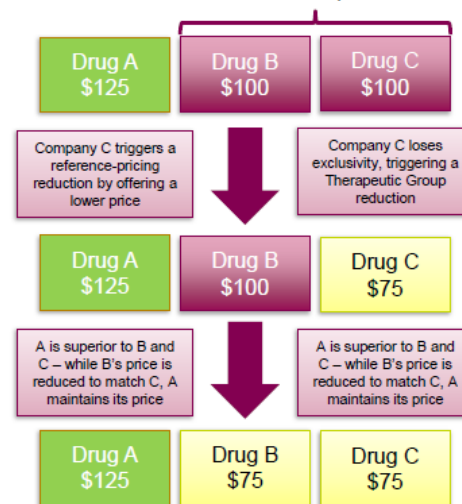 Drug A
$125
Drug B
$100
Drug C
$100
Company C triggers a
reference-pricing
reduction by offering a
lower price
Company C loses
exclusivity, triggering a
Therapeutic Group
reduction
Drug A
$125
Drug B
$100
Drug C
$75
A is superior to B and
C – while B's price is
reduced to match C, A
maintains its price
A is superior to B and
C – while B's price is
reduced to match C, A
maintains its price
Drug A
$125
Drug B
$75
Drug C
$75